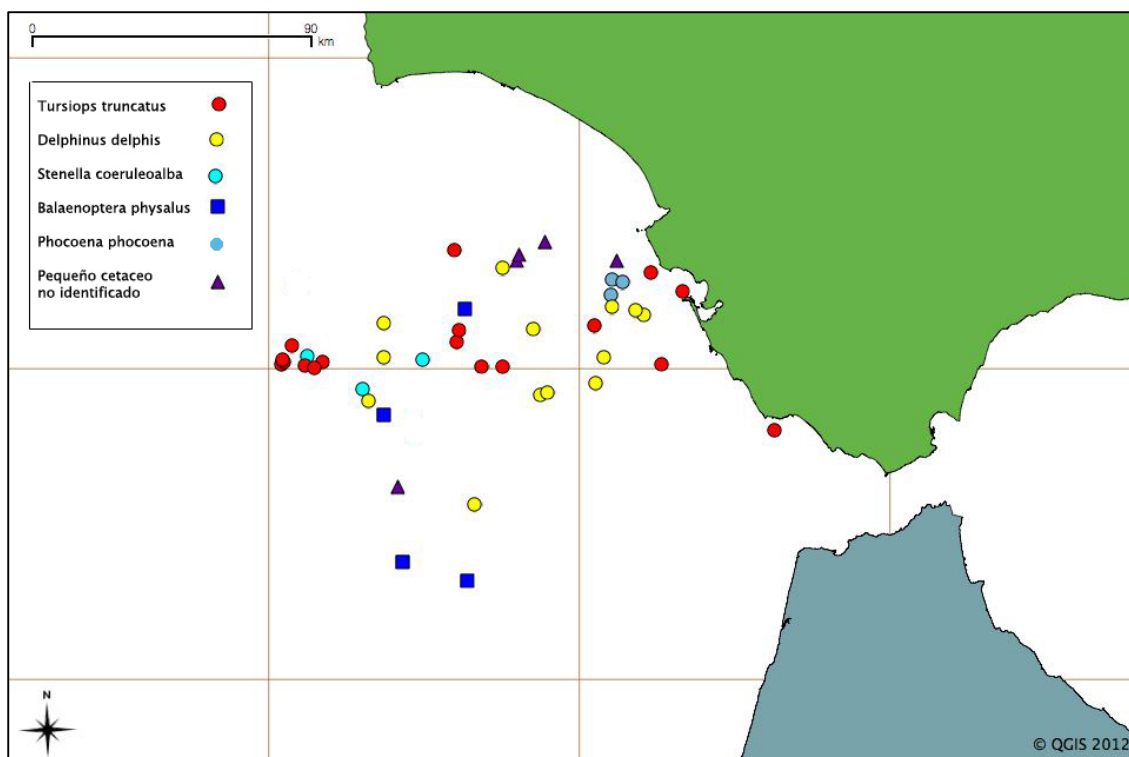 0 90
km
Tursiops truncatus
Delphinus delphis
Stenella coeruleoalba
Balaenoptera physalus
Phocoena phocoena
Pequeño cetaceo
no identificado
N
© QGIS 2012